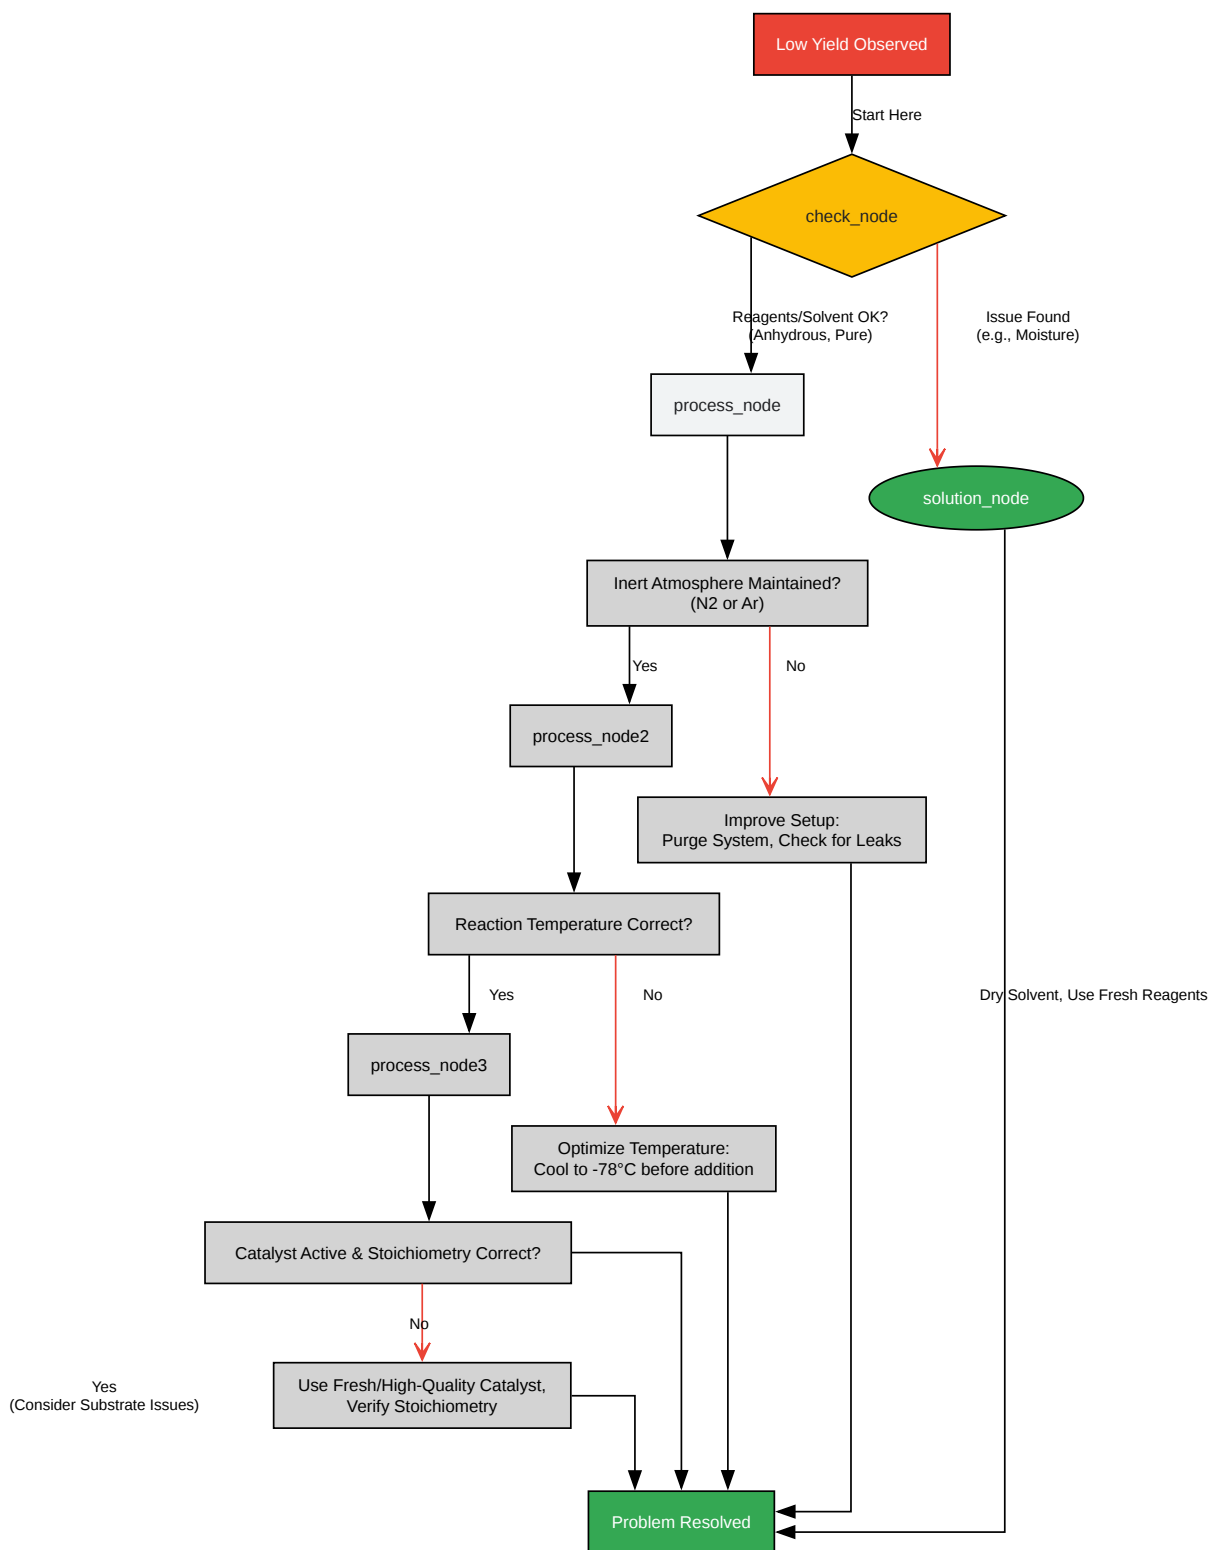 Low Yield Observed
Start Here
check_node
Reagents/Solvent OK?
(Anhydrous, Pure)
Issue Found
(e.g., Moisture)
process_node
solution_node
Inert Atmosphere Maintained?
(N2 or Ar)
Yes
No
process_node2
Improve Setup:
Purge System, Check for Leaks
Reaction Temperature Correct?
Yes
No
Dry Solvent, Use Fresh Reagents
process_node3
Optimize Temperature:
Cool to -78°C before addition
Catalyst Active & Stoichiometry Correct?
No
Yes
(Consider Substrate Issues)
Use Fresh/High-Quality Catalyst,
Verify Stoichiometry
Problem Resolved